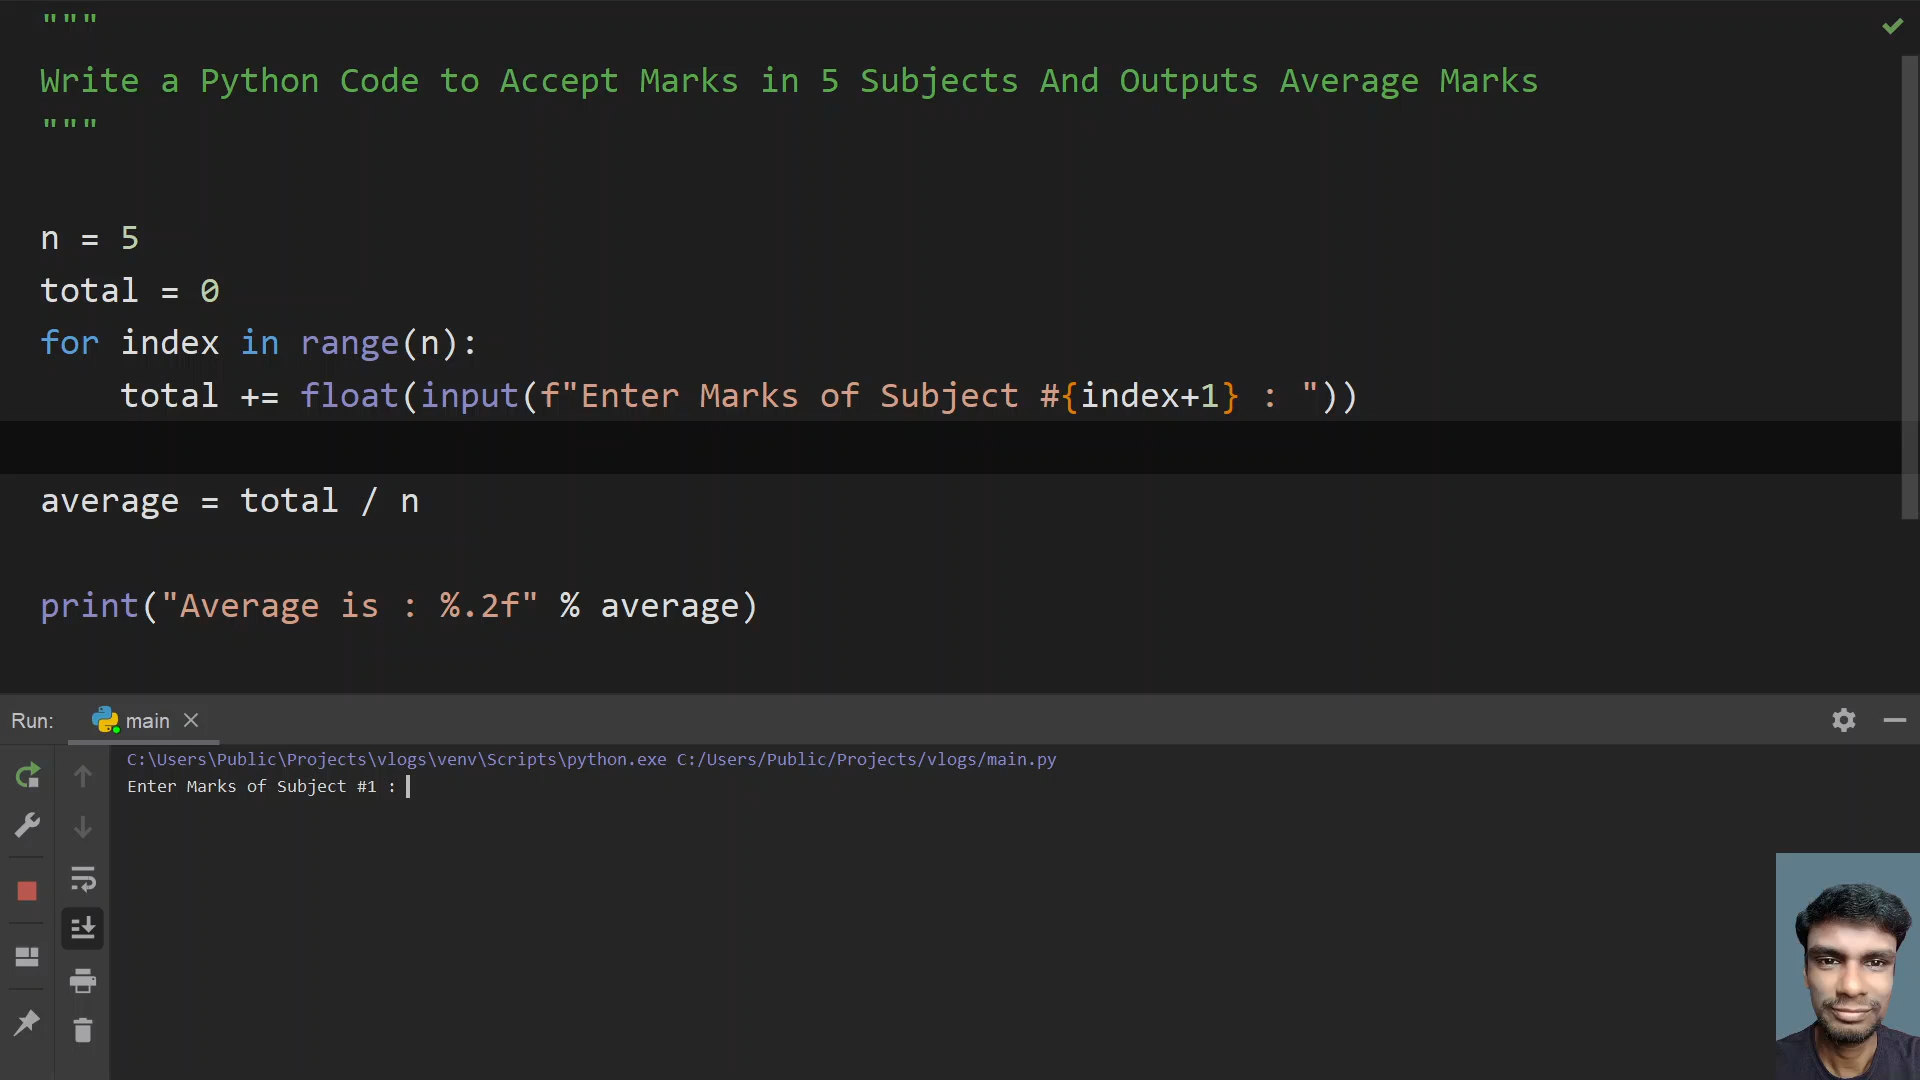 """
Write a Python Code to Accept Marks in 5 Subjects And Outputs Average Marks
"""
n = 5
total = 0
for index in range(n):
    total += float(input(f"Enter Marks of Subject #{index+1} : "))
average = total / n
print("Average is : %.2f" % average)
Run: main
C:\Users\Public\Projects\vlogs\venv\Scripts\python.exe C:/Users/Public/Projects/vlogs/main.py
Enter Marks of Subject #1 :